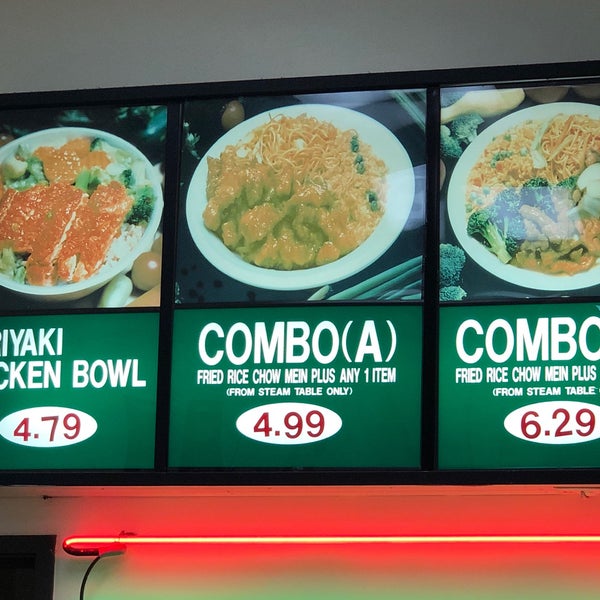 RIYAKI
CKEN BOWL
4.79
COMBO(A)
FRIED RICE CHOW MEIN PLUS ANY 1 ITEM
(FROM STEAM TABLE ONLY)
4.99
COMBO
FRIED RICE CHOW MEIN PLUS
(FROM STEAM TABLE
6.29